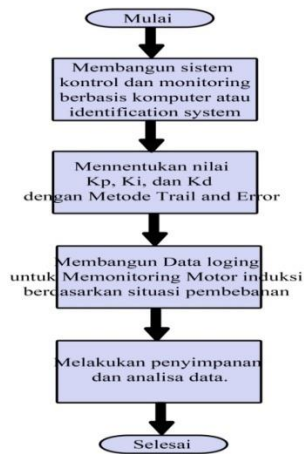 Mulai
Membangun sistem
kontrol dan monitoring
berbasis komputer atau
identification system
Mennentukan nilai
Kp, Ki, dan Kd
dengan Metode Trail and Error
Membangun Data loging
untuk Memonitoring Motor induksi
berdasarkan situasi pembebanan
Melakukan penyimpanan
dan analisa data.
Selesai